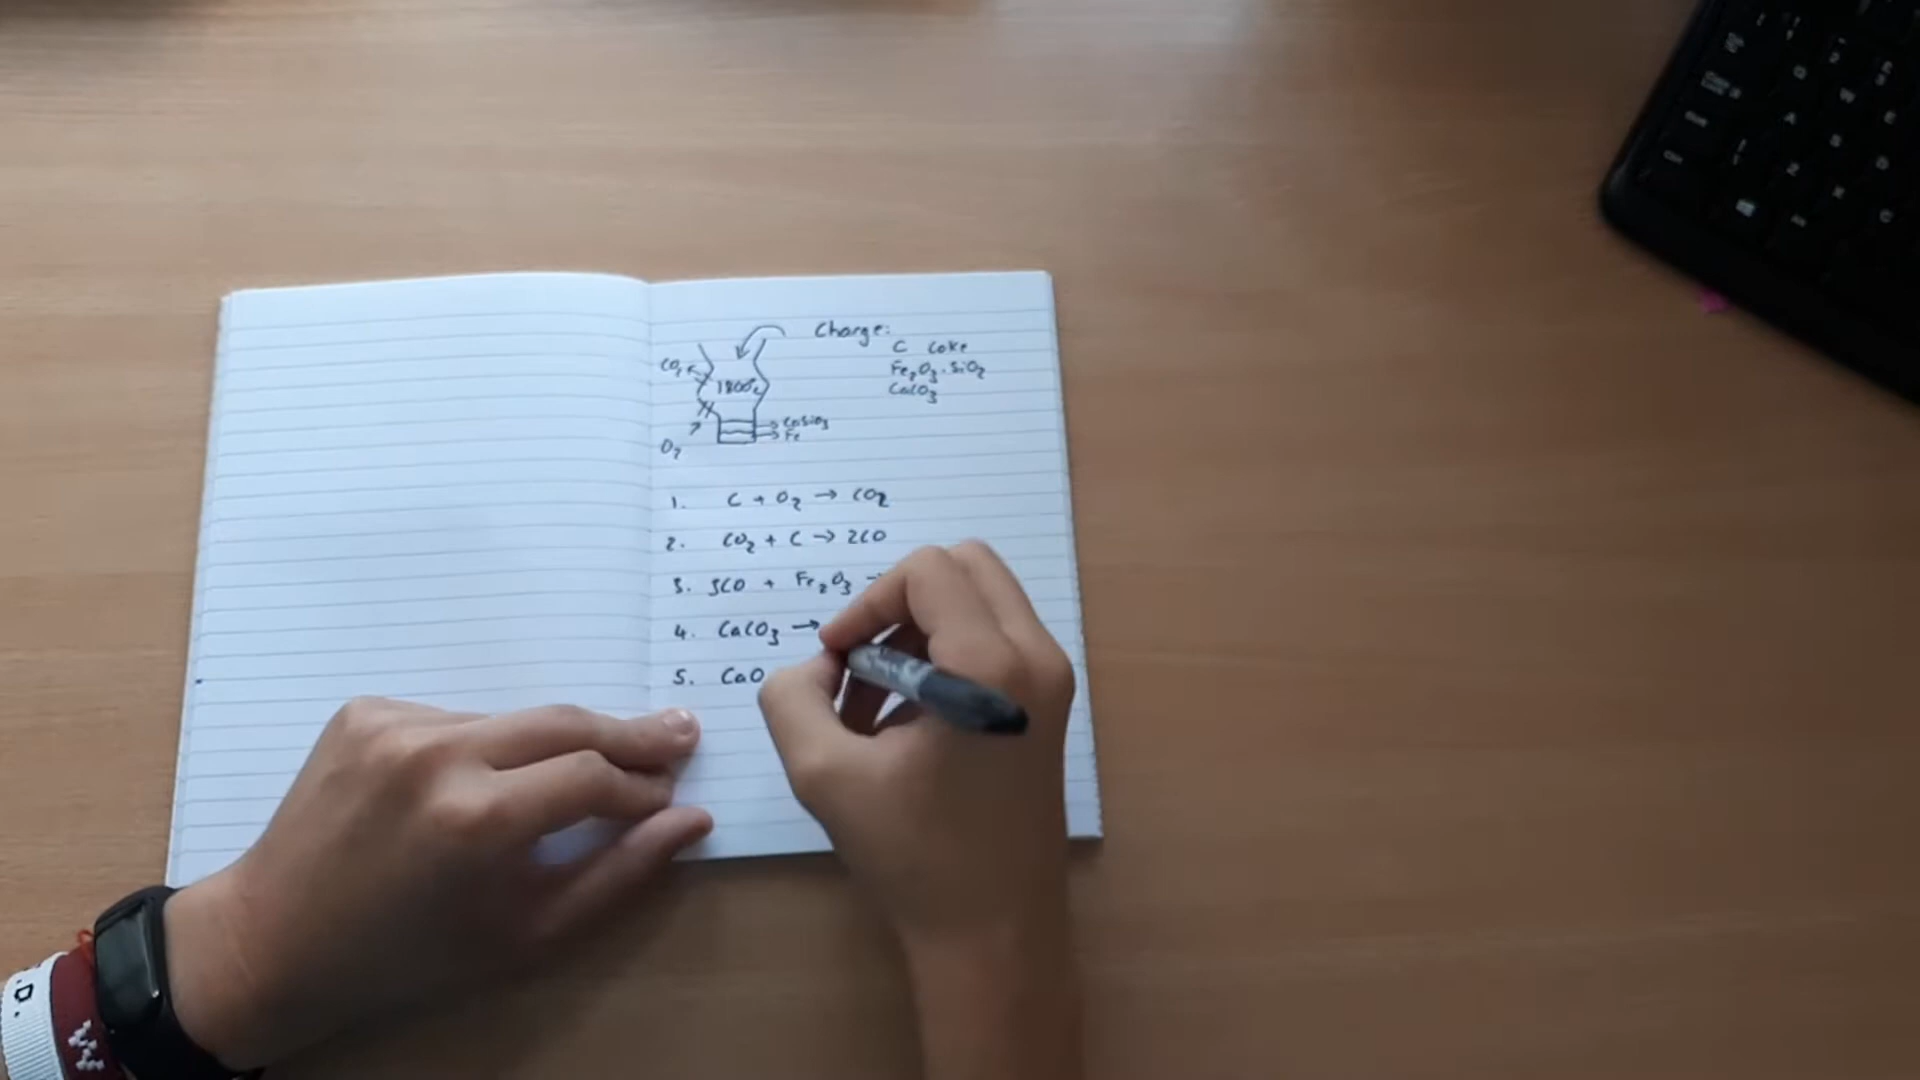 Charge:
C Coke
Fe₂O₃·SiO₂
CaCO₃
CO₂
1800°c
CaSiO₃
Fe
O₂
1. C + O₂ → CO₂
2. CO₂ + C → 2CO
3. 3CO + Fe₂O₃ →
4. CaCO₃ →
5. CaO
.D.
Q
W
E
A
S
D
Z
X
C